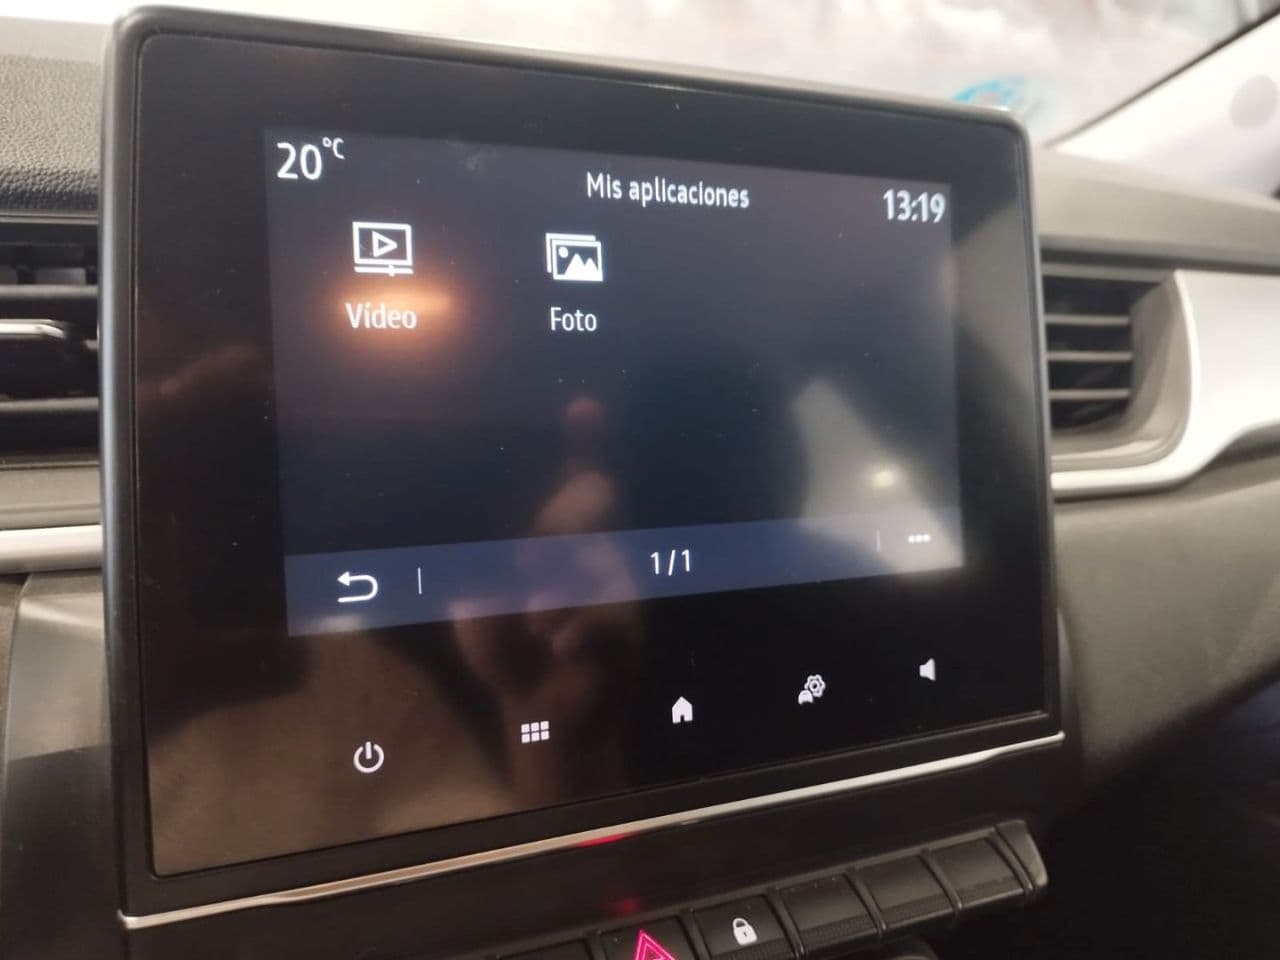 20°C
Mis aplicaciones
13:19
Vídeo
Foto
1/1